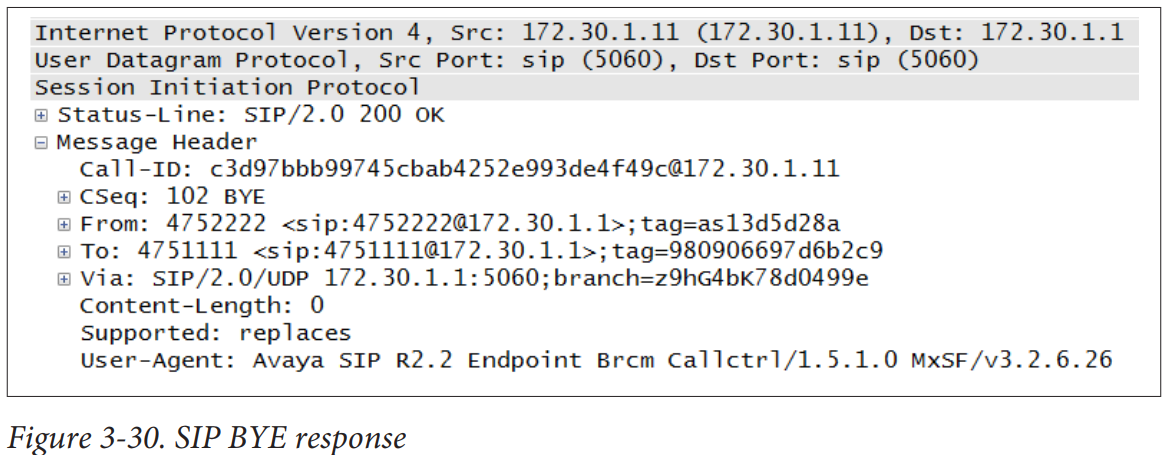 Internet Protocol Version 4, Src: 172.30.1.11 (172.30.1.11), Dst: 172.30.1.1
User Datagram Protocol, Src Port: sip (5060), Dst Port: sip (5060)
Session Initiation Protocol
Status-Line: SIP/2.0 200 OK
Message Header
Call-ID: c3d97bbb99745cbab4252e993de4f49c@172.30.1.11
CSeq: 102 BYE
From: 4752222 <sip:4752222@172.30.1.1>;tag=as13d5d28a
To: 4751111 <sip:4751111@172.30.1.1>;tag=980906697d6b2c9
Via: SIP/2.0/UDP 172.30.1.1:5060;branch=z9hG4bK78d0499e
Content-Length: 0
Supported: replaces
User-Agent: Avaya SIP R2.2 Endpoint Brcm Callctrl/1.5.1.0 MxSF/v3.2.6.26
Figure 3-30. SIP BYE response